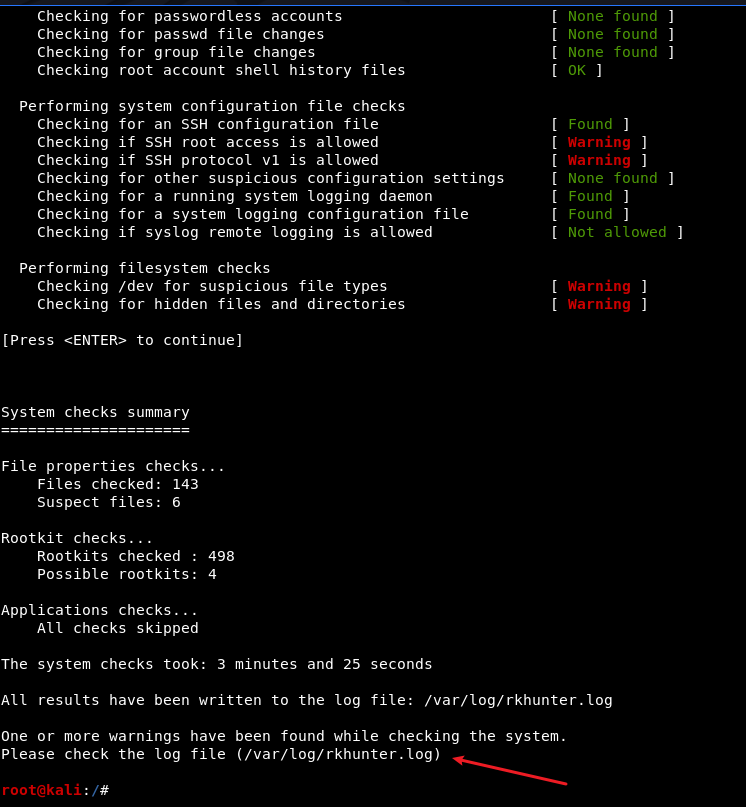 Checking for passwordless accounts [ None found ]
Checking for passwd file changes [ None found ]
Checking for group file changes [ None found ]
Checking root account shell history files [ OK ]
Performing system configuration file checks
Checking for an SSH configuration file [ Found ]
Checking if SSH root access is allowed [ Warning ]
Checking if SSH protocol v1 is allowed [ Warning ]
Checking for other suspicious configuration settings [ None found ]
Checking for a running system logging daemon [ Found ]
Checking for a system logging configuration file [ Found ]
Checking if syslog remote logging is allowed [ Not allowed ]
Performing filesystem checks
Checking /dev for suspicious file types [ Warning ]
Checking for hidden files and directories [ Warning ]
[Press <ENTER> to continue]
System checks summary
=====================
File properties checks...
Files checked: 143
Suspect files: 6
Rootkit checks...
Rootkits checked : 498
Possible rootkits: 4
Applications checks...
All checks skipped
The system checks took: 3 minutes and 25 seconds
All results have been written to the log file: /var/log/rkhunter.log
One or more warnings have been found while checking the system.
Please check the log file (/var/log/rkhunter.log)
root@kali:/#